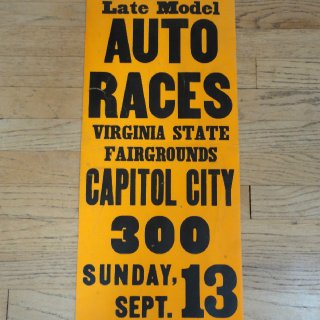 Late Model
AUTO
RACES
VIRGINIA STATE
FAIRGROUNDS
CAPITOL CITY
300
SUNDAY,
SEPT. 13